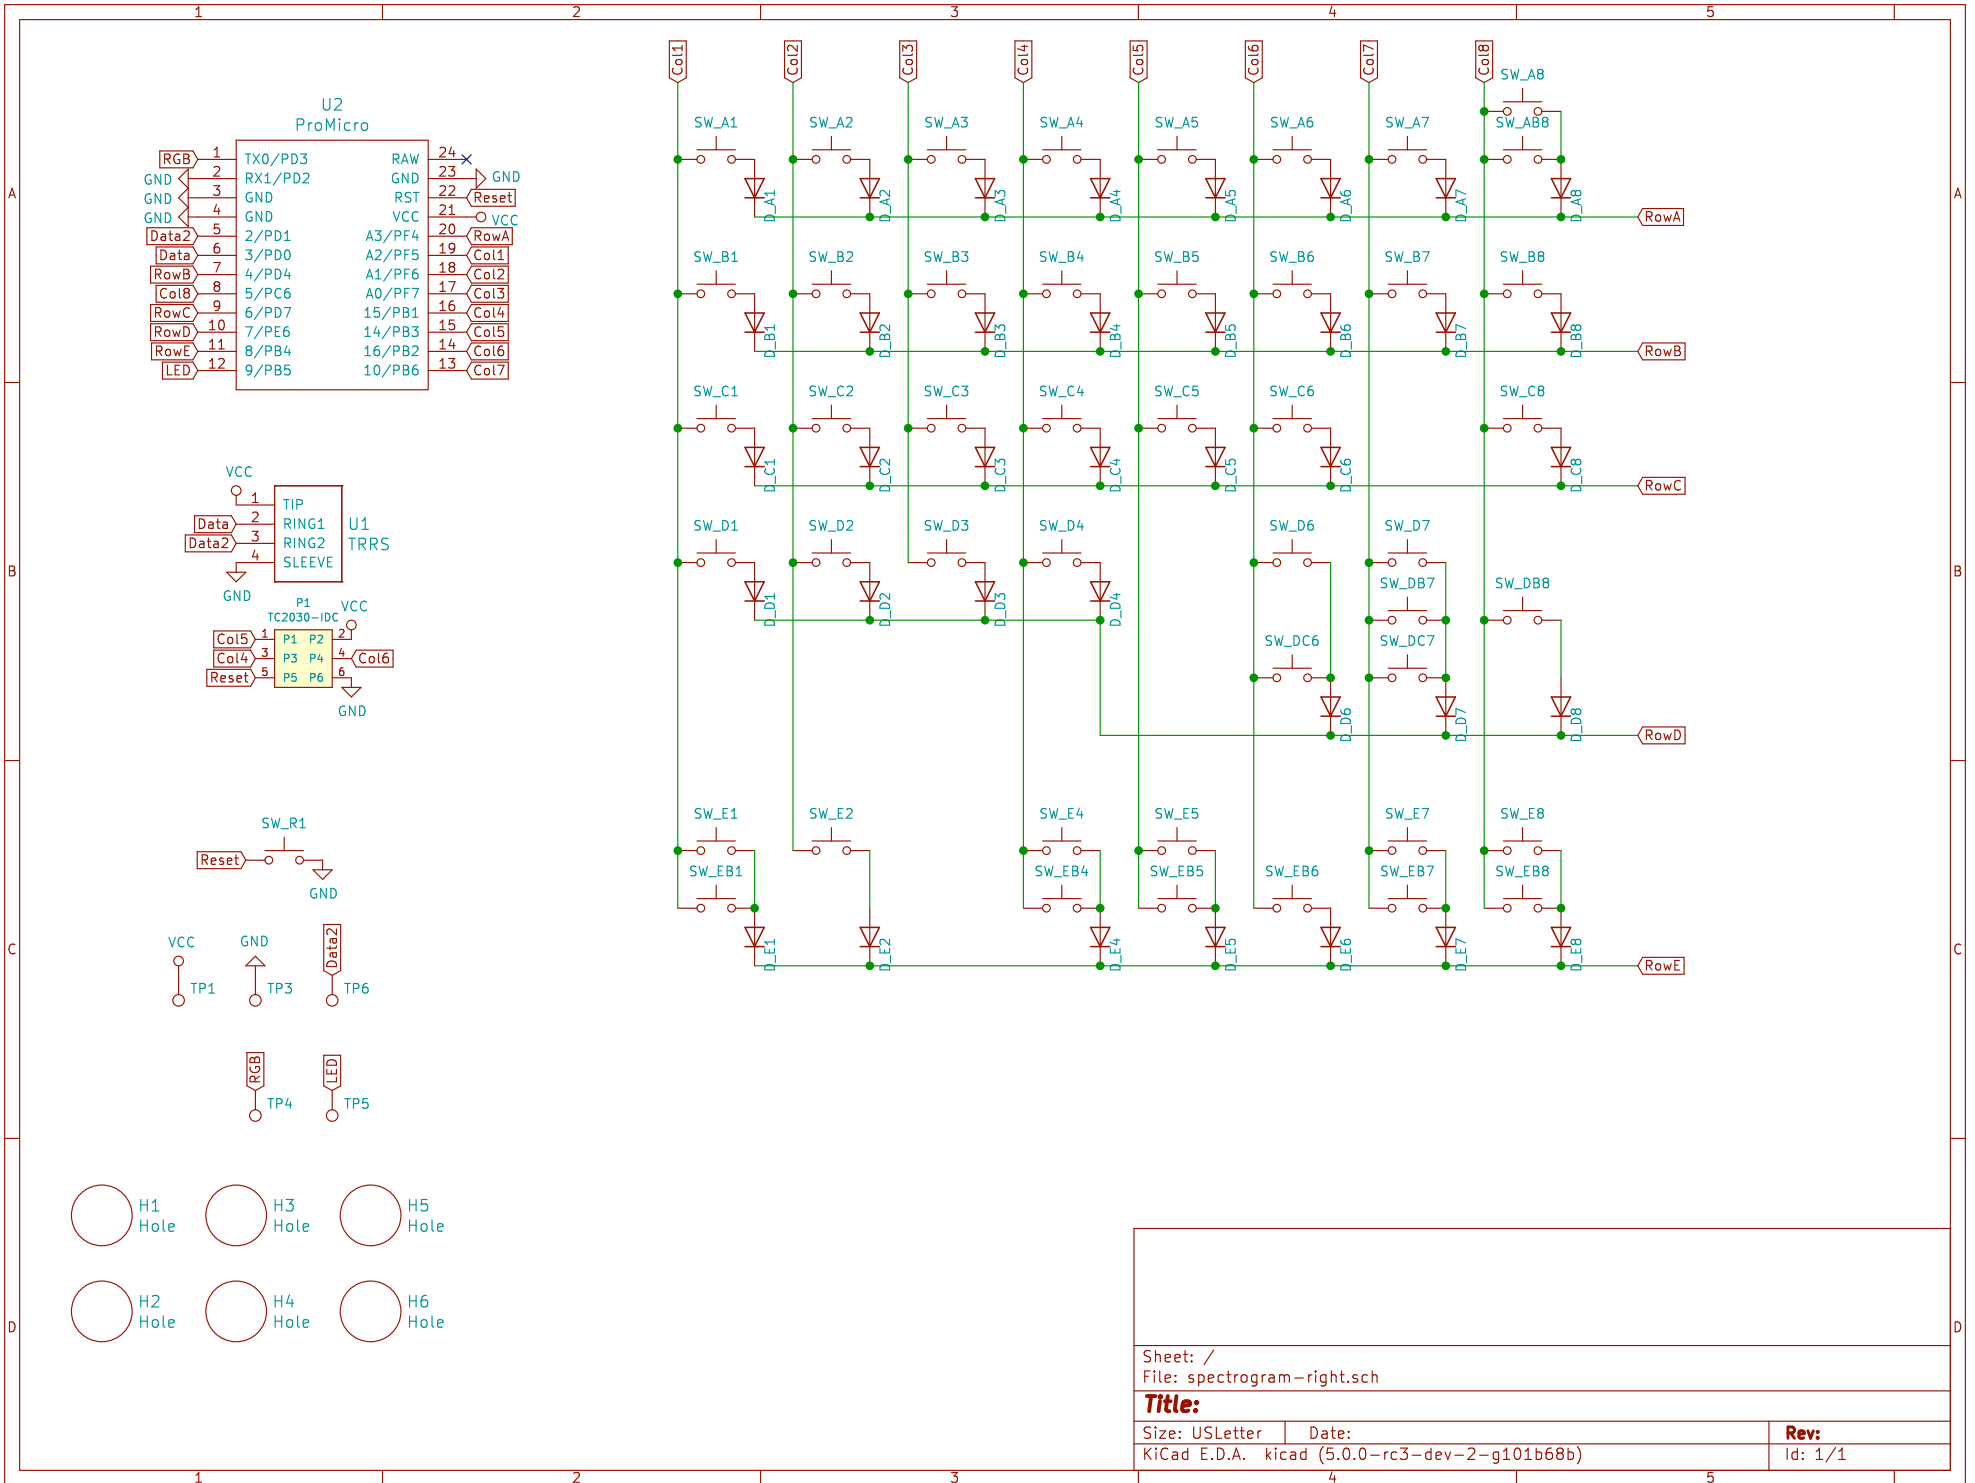 1 2 3 4 5
A B C D
A B C D
1 2 3 4 5
U2
ProMicro
RGB 1 TX0/PD3 RAW 24
GND 2 RX1/PD2 GND 23 GND
GND 3 GND RST 22 Reset
GND 4 GND VCC 21 VCC
Data2 5 2/PD1 A3/PF4 20 RowA
Data 6 3/PD0 A2/PF5 19 Col1
RowB 7 4/PD4 A1/PF6 18 Col2
Col8 8 5/PC6 A0/PF7 17 Col3
RowC 9 6/PD7 15/PB1 16 Col4
RowD 10 7/PE6 14/PB3 15 Col5
RowE 11 8/PB4 16/PB2 14 Col6
LED 12 9/PB5 10/PB6 13 Col7
VCC
1 TIP
Data 2 RING1 U1
Data2 3 RING2 TRRS
4 SLEEVE
GND
P1
TC2030-IDC
VCC
Col5 1 P1 P2 2
Col4 3 P3 P4 4 Col6
Reset 5 P5 P6 6
GND
SW_R1
Reset
GND
VCC GND Data2
TP1 TP3 TP6
RGB LED
TP4 TP5
H1 H3 H5
Hole Hole Hole
H2 H4 H6
Hole Hole Hole
Col1 Col2 Col3 Col4 Col5 Col6 Col7 Col8
SW_A8
SW_A1 SW_A2 SW_A3 SW_A4 SW_A5 SW_A6 SW_A7 SW_AB8
D_A1 D_A2 D_A3 D_A4 D_A5 D_A6 D_A7 D_A8
RowA
SW_B1 SW_B2 SW_B3 SW_B4 SW_B5 SW_B6 SW_B7 SW_B8
D_B1 D_B2 D_B3 D_B4 D_B5 D_B6 D_B7 D_B8
RowB
SW_C1 SW_C2 SW_C3 SW_C4 SW_C5 SW_C6 SW_C8
D_C1 D_C2 D_C3 D_C4 D_C5 D_C6 D_C8
RowC
SW_D1 SW_D2 SW_D3 SW_D4 SW_D6 SW_D7
SW_DB7 SW_DB8
D_D1 D_D2 D_D3 D_D4
SW_DC6 SW_DC7
D_D6 D_D7 D_D8
RowD
SW_E1 SW_E2 SW_E4 SW_E5 SW_E7 SW_E8
SW_EB1 SW_EB4 SW_EB5 SW_EB6 SW_EB7 SW_EB8
D_E1 D_E2 D_E4 D_E5 D_E6 D_E7 D_E8
RowE
Sheet: /
File: spectrogram-right.sch
Title:
Size: USLetter Date: Rev:
KiCad E.D.A. kicad (5.0.0-rc3-dev-2-g101b68b) Id: 1/1